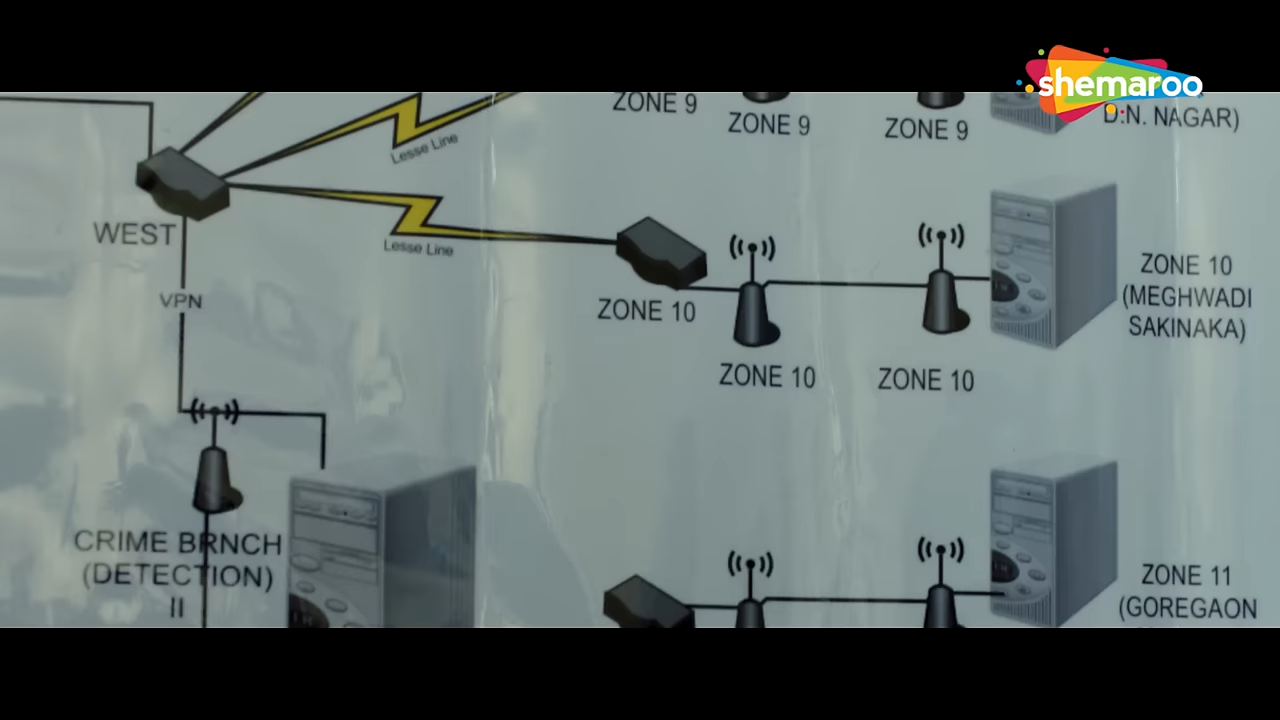 shemaroo
ZONE 9
ZONE 9
ZONE 9
D.N. NAGAR)
Lesse Line
WEST
Lesse Line
VPN
ZONE 10
ZONE 10
ZONE 10
ZONE 10
(MEGHWADI
SAKINAKA)
CRIME BRNCH
(DETECTION)
II
ZONE 11
(GOREGAON